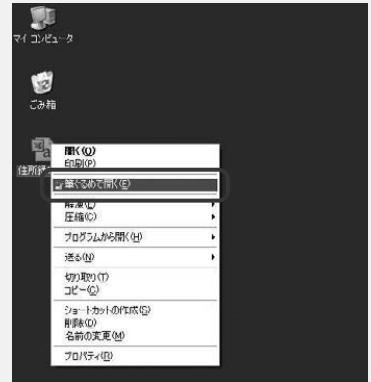 マイ コンピュータ
ごみ箱
開く(O)
印刷(P)
筆ぐるめで開く(E)
解凍(L)
圧縮(C)
プログラムから開く(H)
送る(N)
切り取り(T)
コピー(C)
ショートカットの作成(S)
削除(D)
名前の変更(M)
プロパティ(R)